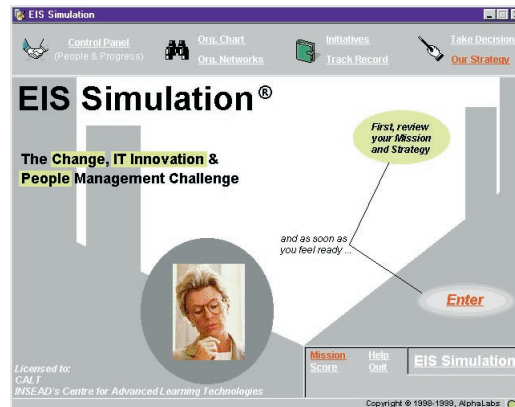 EIS Simulation
Control Panel
(People & Progress)
Org. Chart
Org. Networks
Initiatives
Track Record
Take Decision
Our Strategy
EIS Simulation®
The Change, IT Innovation &
People Management Challenge
First, review
your Mission
and Strategy
and as soon as
you feel ready ...
Enter
Mission
Score
Help
Quit
EIS Simulation
Licensed to:
CALT
INSEAD's Centre for Advanced Learning Technologies
Copyright © 1998-1999, AlphaLabs